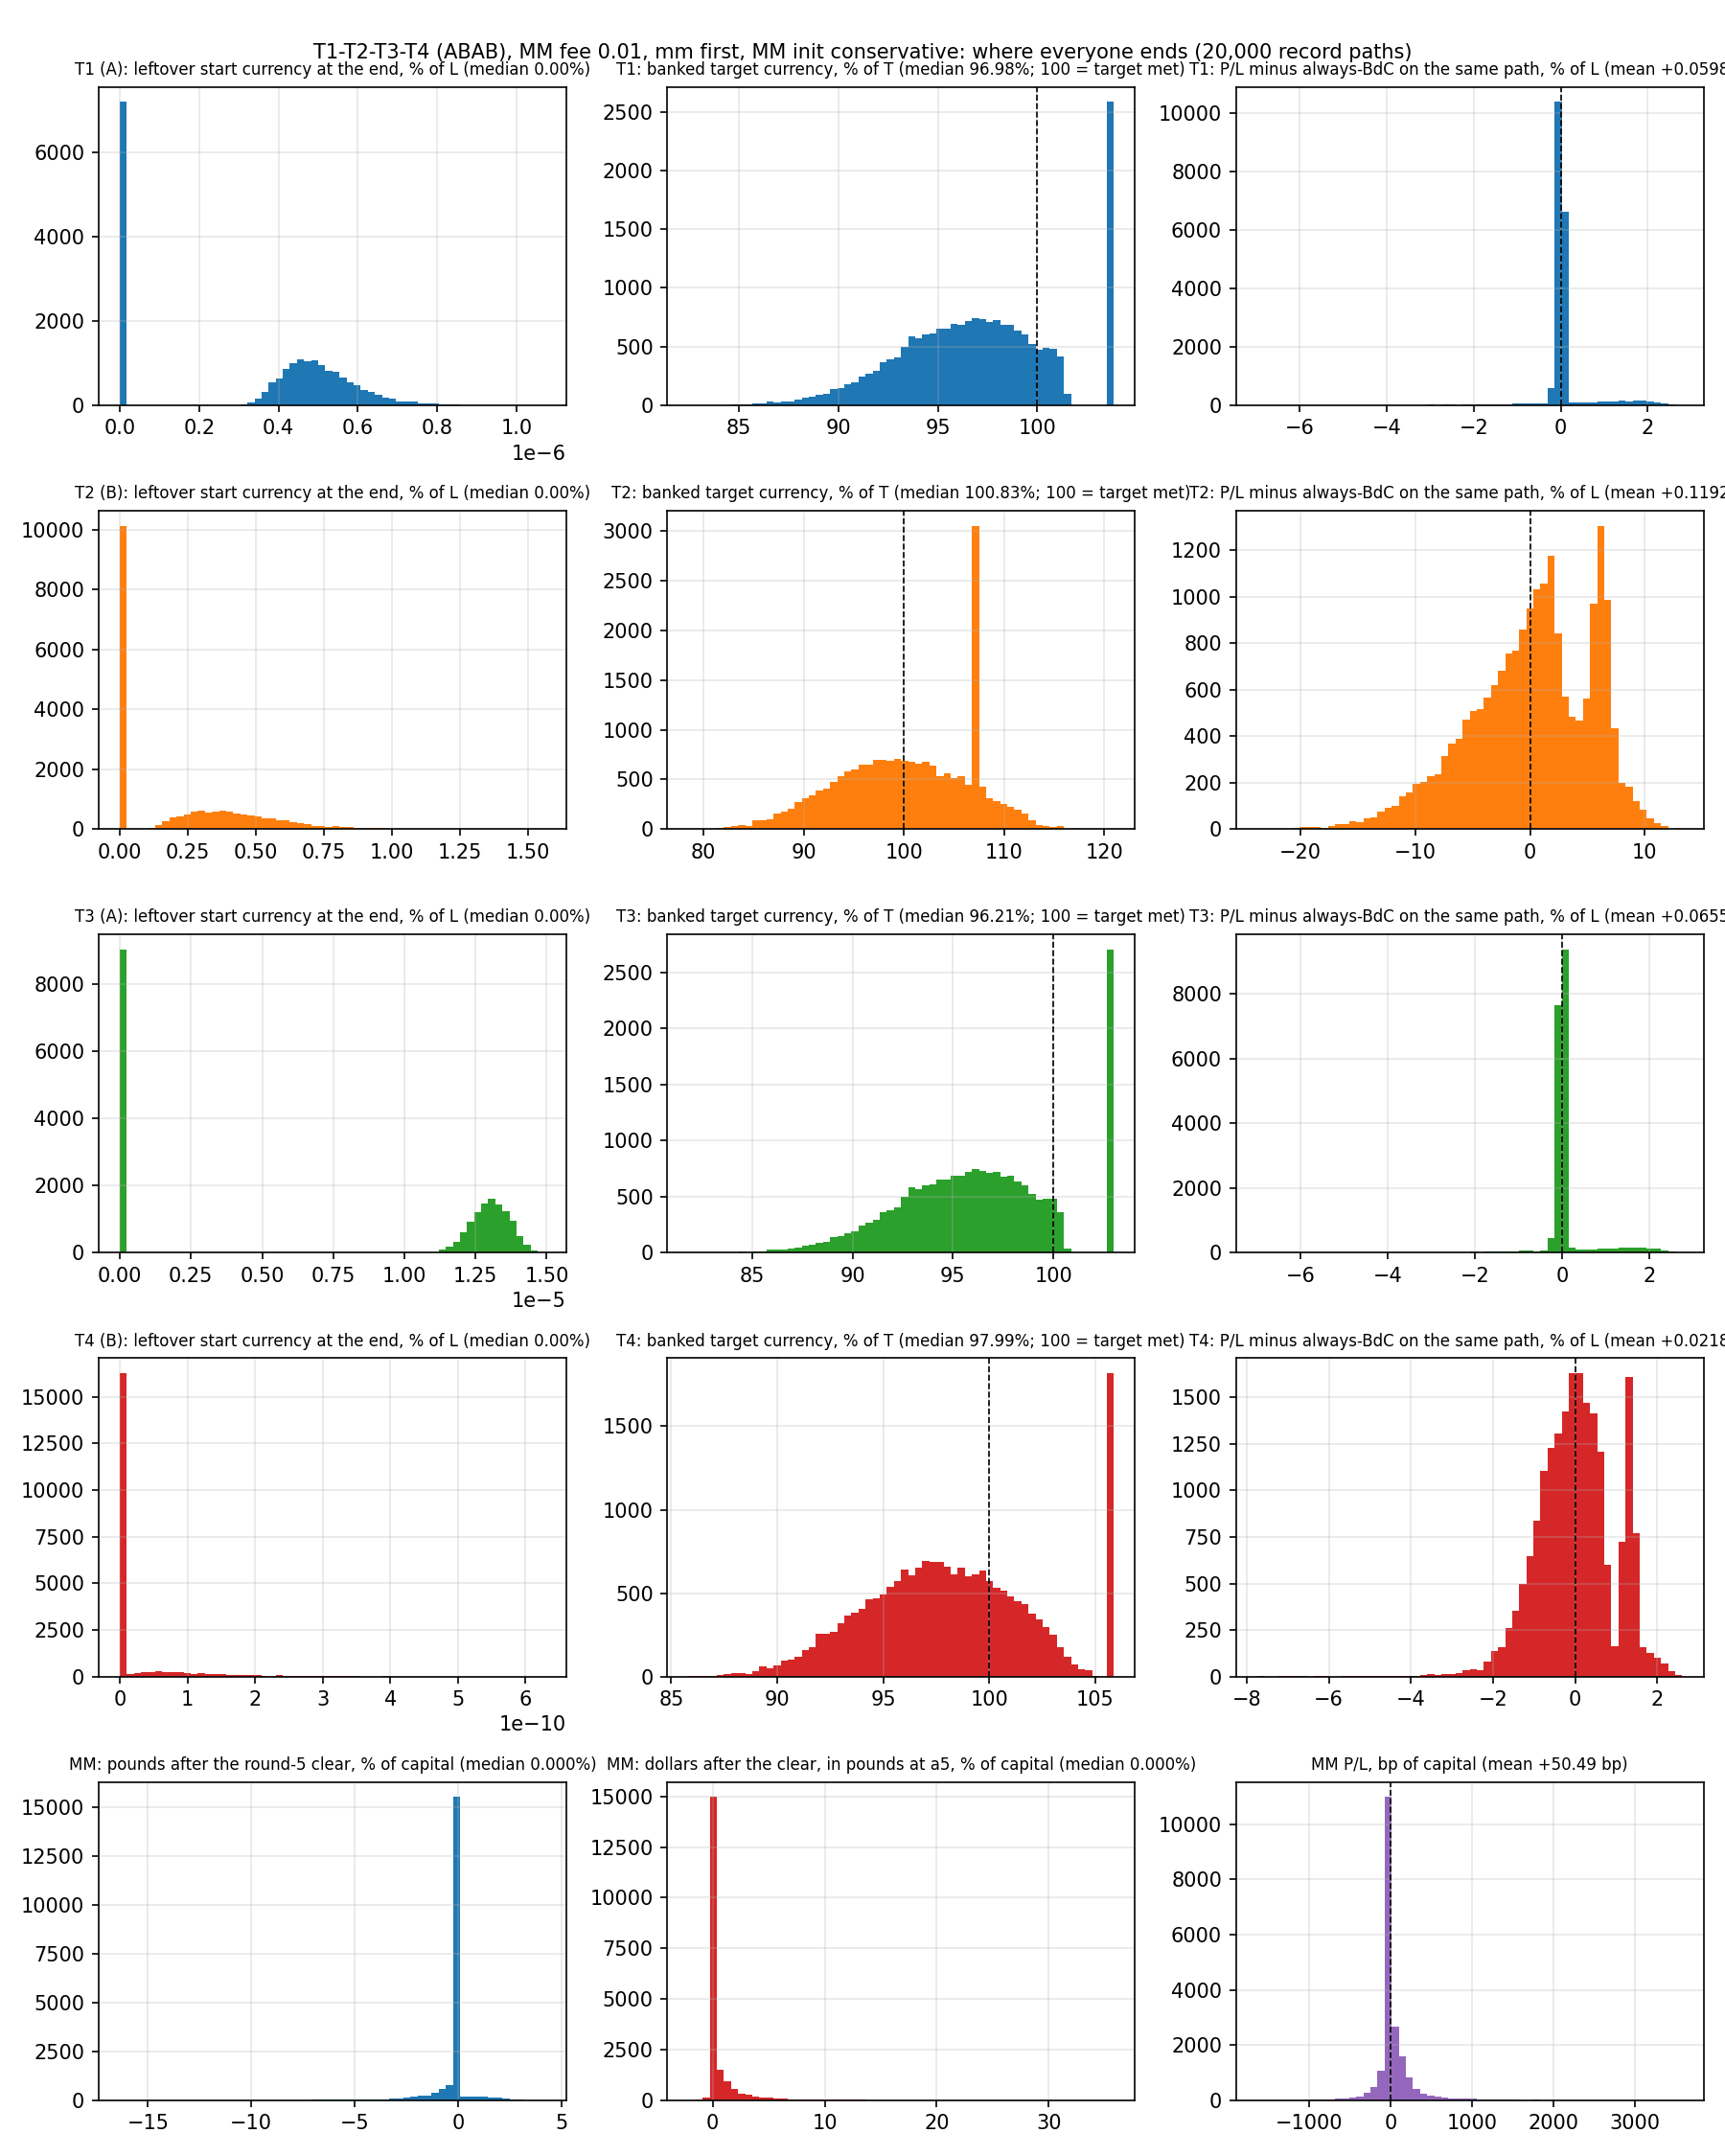 T1-T2-T3-T4 (ABAB), MM fee 0.01, mm first, MM init conservative: where everyone ends (20,000 record paths)
T1 (A): leftover start currency at the end, % of L (median 0.00%)
0
2000
4000
6000
0.0 0.2 0.4 0.6 0.8 1.0
1e−6
T1: banked target currency, % of T (median 96.98%; 100 = target met)
0
500
1000
1500
2000
2500
85 90 95 100
T1: P/L minus always-BdC on the same path, % of L (mean +0.0598
0
2000
4000
6000
8000
10000
−6 −4 −2 0 2
T2 (B): leftover start currency at the end, % of L (median 0.00%)
0
2000
4000
6000
8000
10000
0.00 0.25 0.50 0.75 1.00 1.25 1.50
T2: banked target currency, % of T (median 100.83%; 100 = target met)
0
500
1000
1500
2000
2500
3000
80 90 100 110 120
T2: P/L minus always-BdC on the same path, % of L (mean +0.1192
0
200
400
600
800
1000
1200
−20 −10 0 10
T3 (A): leftover start currency at the end, % of L (median 0.00%)
0
2000
4000
6000
8000
0.00 0.25 0.50 0.75 1.00 1.25 1.50
1e−5
T3: banked target currency, % of T (median 96.21%; 100 = target met)
0
500
1000
1500
2000
2500
85 90 95 100
T3: P/L minus always-BdC on the same path, % of L (mean +0.0655
0
2000
4000
6000
8000
−6 −4 −2 0 2
T4 (B): leftover start currency at the end, % of L (median 0.00%)
0
2500
5000
7500
10000
12500
15000
0 1 2 3 4 5 6
1e−10
T4: banked target currency, % of T (median 97.99%; 100 = target met)
0
500
1000
1500
85 90 95 100 105
T4: P/L minus always-BdC on the same path, % of L (mean +0.0218
0
250
500
750
1000
1250
1500
−8 −6 −4 −2 0 2
MM: pounds after the round-5 clear, % of capital (median 0.000%)
0
2500
5000
7500
10000
12500
15000
−15 −10 −5 0 5
MM: dollars after the clear, in pounds at a5, % of capital (median 0.000%)
0
2500
5000
7500
10000
12500
15000
0 10 20 30
MM P/L, bp of capital (mean +50.49 bp)
0
2000
4000
6000
8000
10000
−1000 0 1000 2000 3000